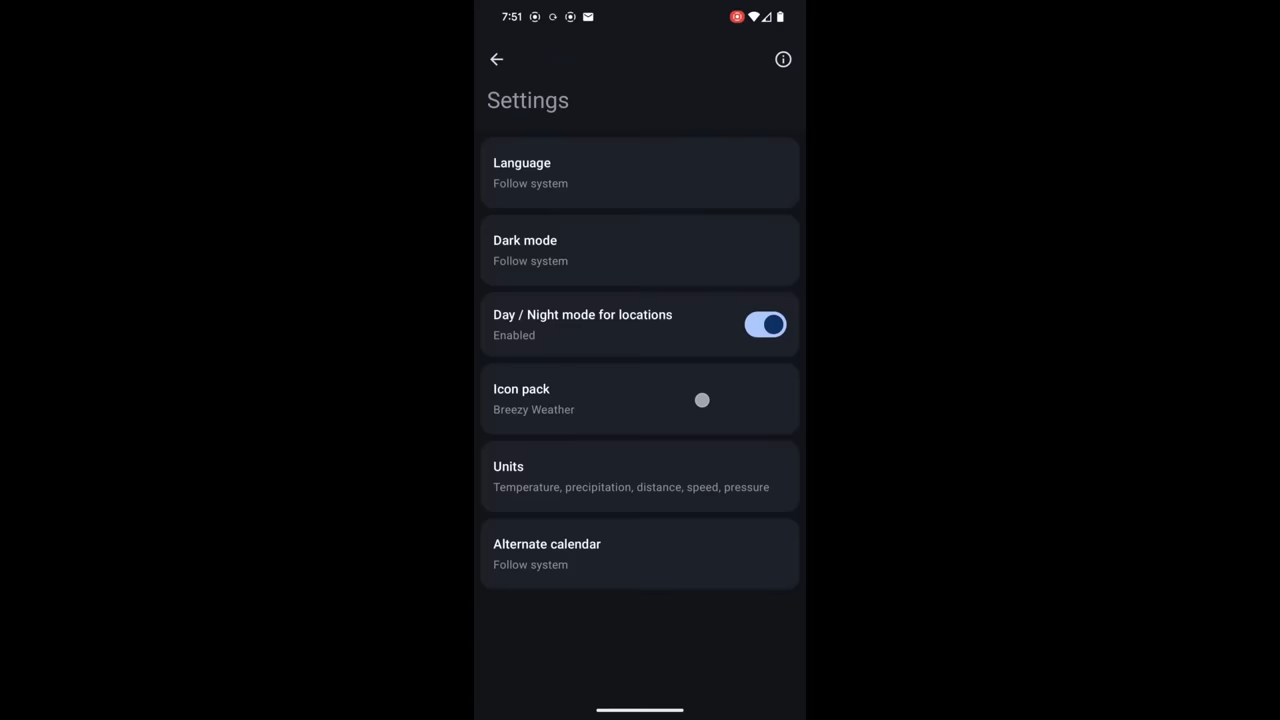 7:51
Settings
Language
Follow system
Dark mode
Follow system
Day / Night mode for locations
Enabled
Icon pack
Breezy Weather
Units
Temperature, precipitation, distance, speed, pressure
Alternate calendar
Follow system